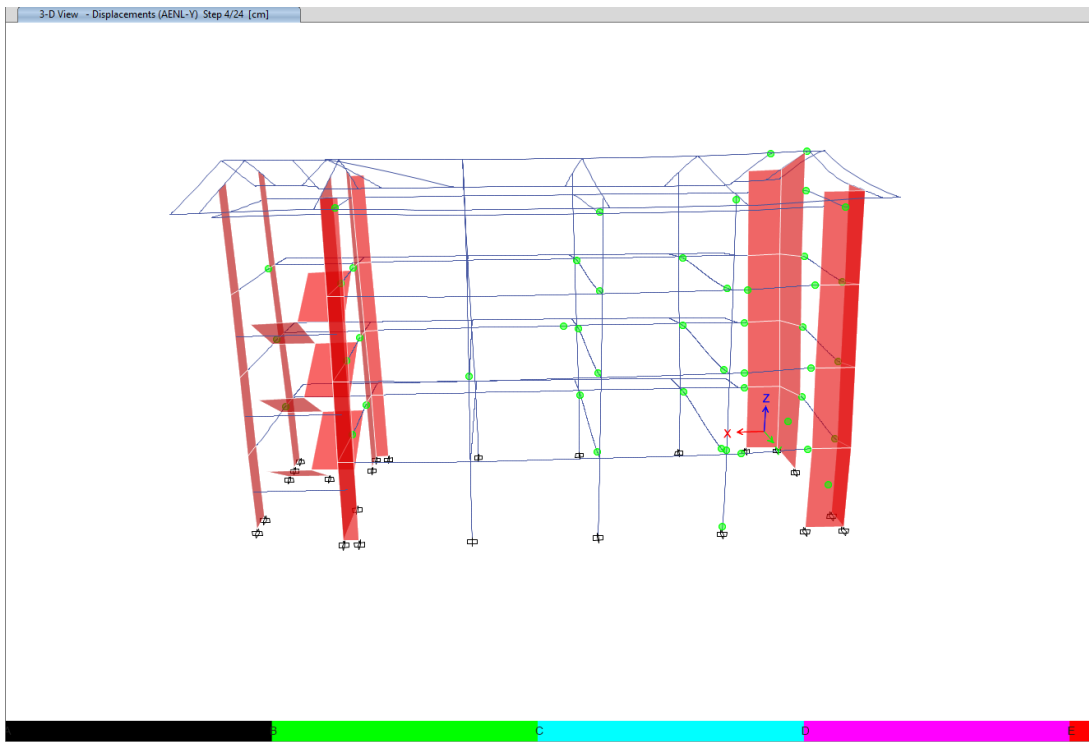 3-D View - Displacements (AENL-Y) Step 4/24 [cm]
Z
X
A B C D E